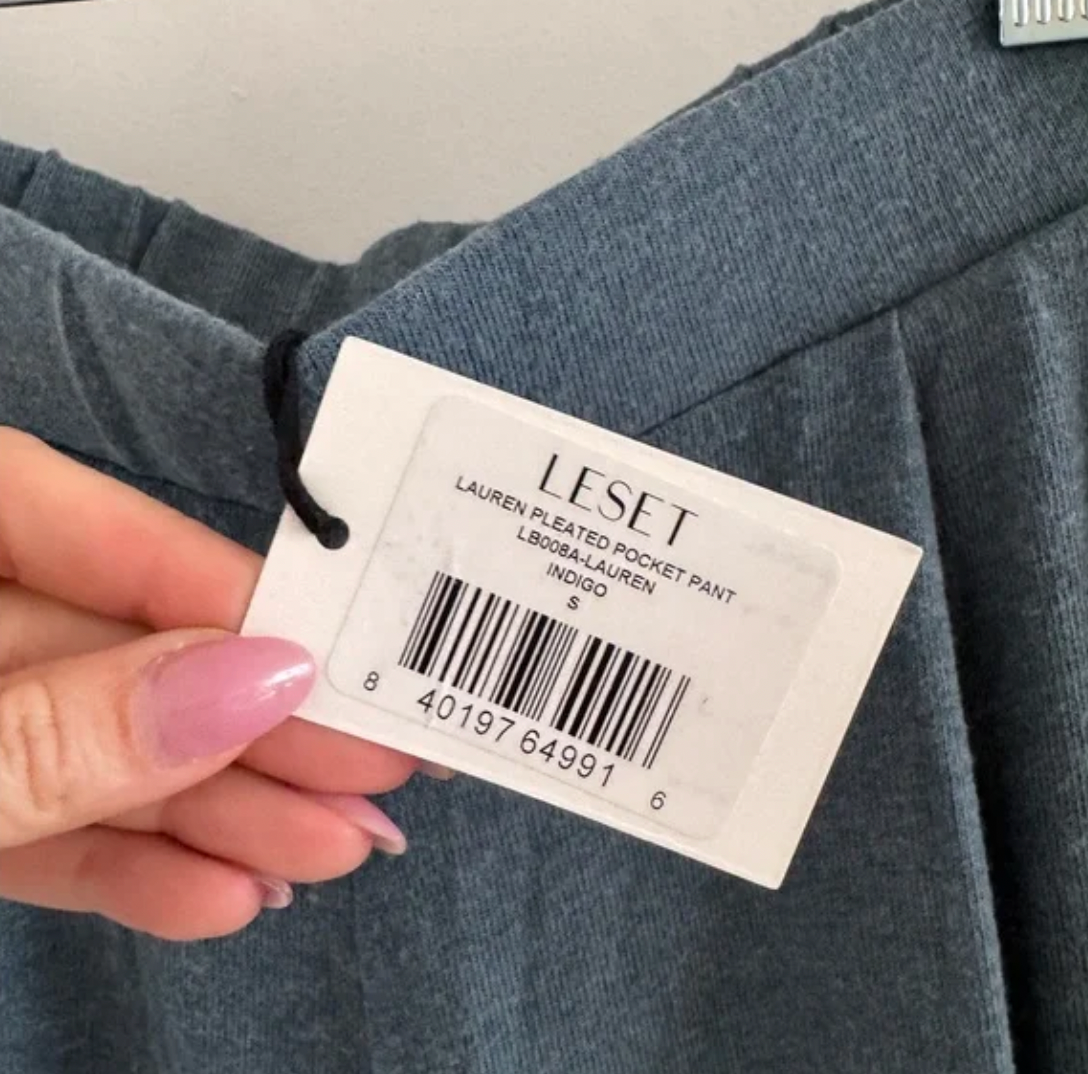 LESET
LAUREN PLEATED POCKET PANT
LB008A-LAUREN
INDIGO
S
8 40197 64991 6